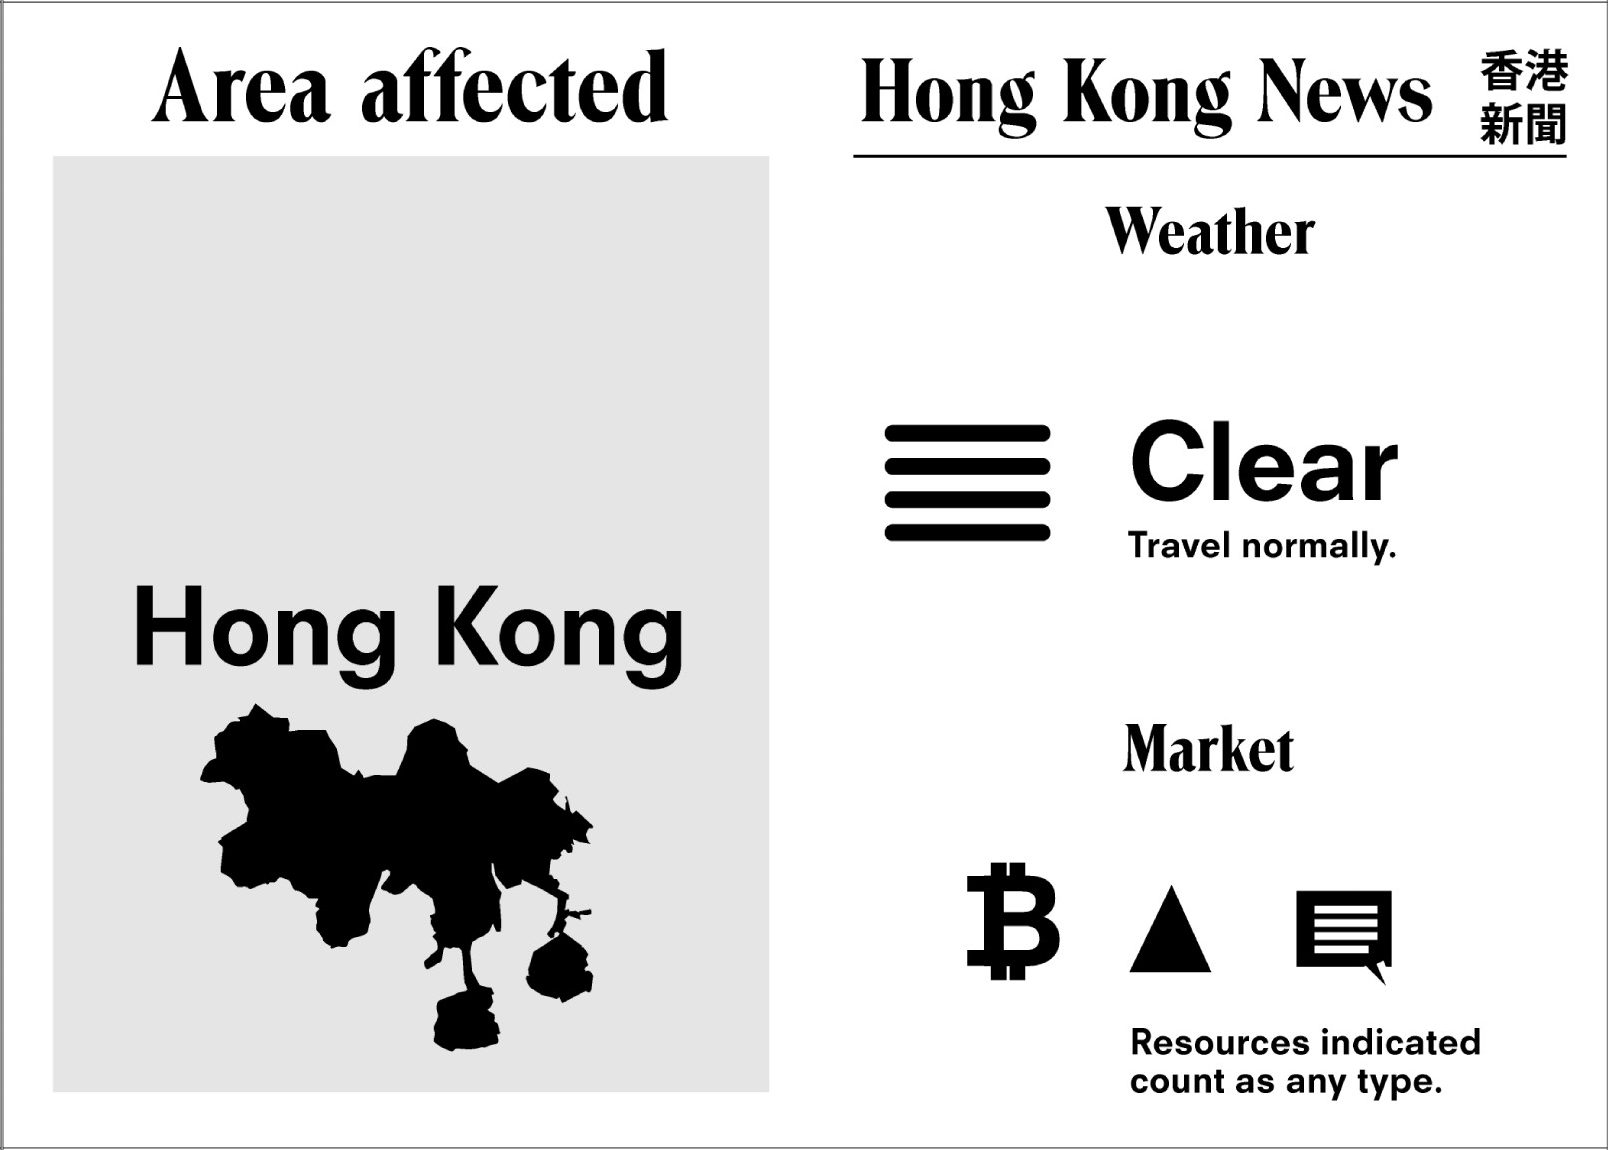 Area affected
Hong Kong
Hong Kong News
香港
新聞
Weather
Clear
Travel normally.
Market
Resources indicated
count as any type.